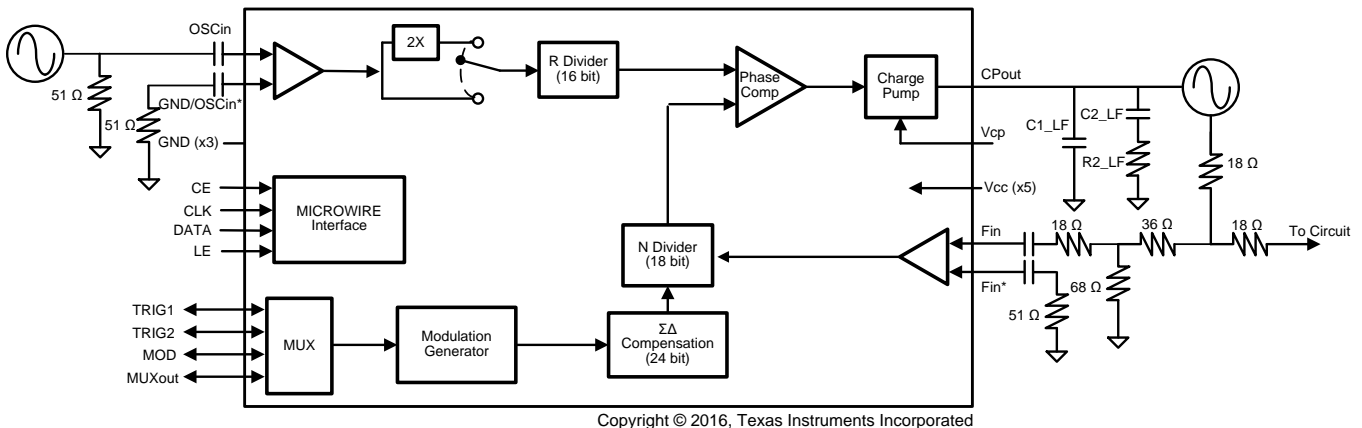 OSCin
2X
R Divider
(16 bit)
Phase
Comp
Charge
Pump
CPout
51 Ω
GND/OSCin*
51 Ω
GND (x3)
C1_LF
C2_LF
R2_LF
18 Ω
Vcp
Vcc (x5)
CE
CLK
DATA
LE
MICROWIRE
Interface
N Divider
(18 bit)
Fin
18 Ω
36 Ω
18 Ω
To Circuit
Fin*
51 Ω
68 Ω
TRIG1
TRIG2
MOD
MUXout
MUX
Modulation
Generator
ΣΔ
Compensation
(24 bit)
Copyright © 2016, Texas Instruments Incorporated